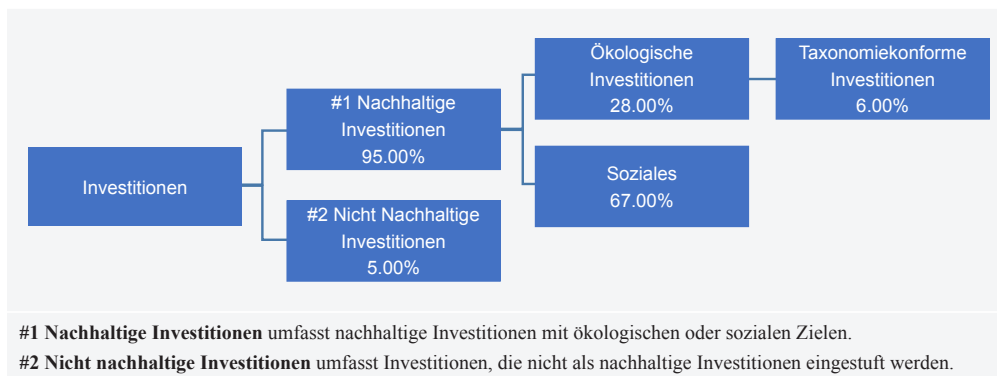 Investitionen
#1 Nachhaltige
Investitionen
95.00%
#2 Nicht Nachhaltige
Investitionen
5.00%
Ökologische
Investitionen
28.00%
Soziales
67.00%
Taxonomiekonforme
Investitionen
6.00%
#1 Nachhaltige Investitionen umfasst nachhaltige Investitionen mit ökologischen oder sozialen Zielen.
#2 Nicht nachhaltige Investitionen umfasst Investitionen, die nicht als nachhaltige Investitionen eingestuft werden.